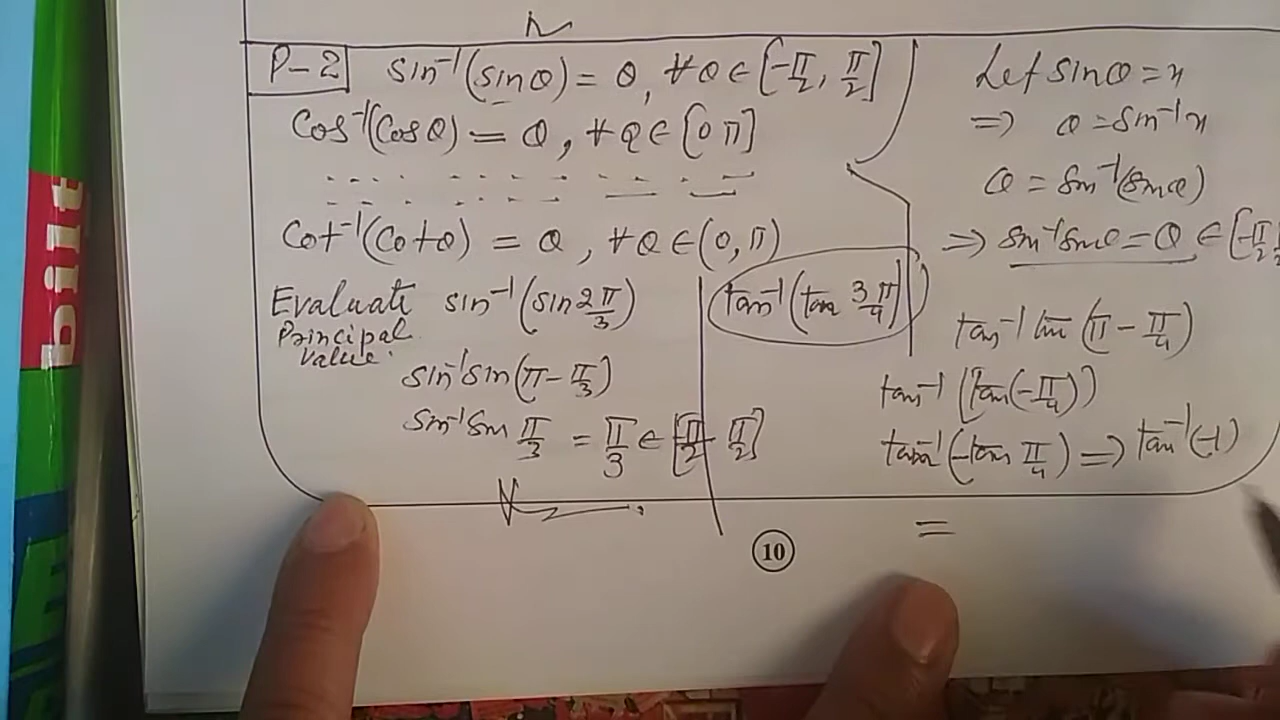 P-2 sin⁻¹(sinθ) = θ, ∀θ∈[-π/2, π/2]
Cos⁻¹(Cosθ) = θ, ∀θ∈[0 π]
Cot⁻¹(Cotθ) = θ, ∀θ∈(0, π)
Evaluate sin⁻¹(sin 2π/3)
Principal
value.
sin⁻¹sin(π - π/3)
sin⁻¹sin π/3 = π/3 ∈ [-π/2 π/2]
Let sinθ = x
=> θ = sin⁻¹x
θ = sin⁻¹(sinθ)
=> sin⁻¹sinθ = θ ∈ [-π/2,
tan⁻¹(tan 3π/4)
tan⁻¹ tan (π - π/4)
tan⁻¹ [tan(-π/4)]
tan⁻¹(-tan π/4) => tan⁻¹(-1)
=
10
bilt